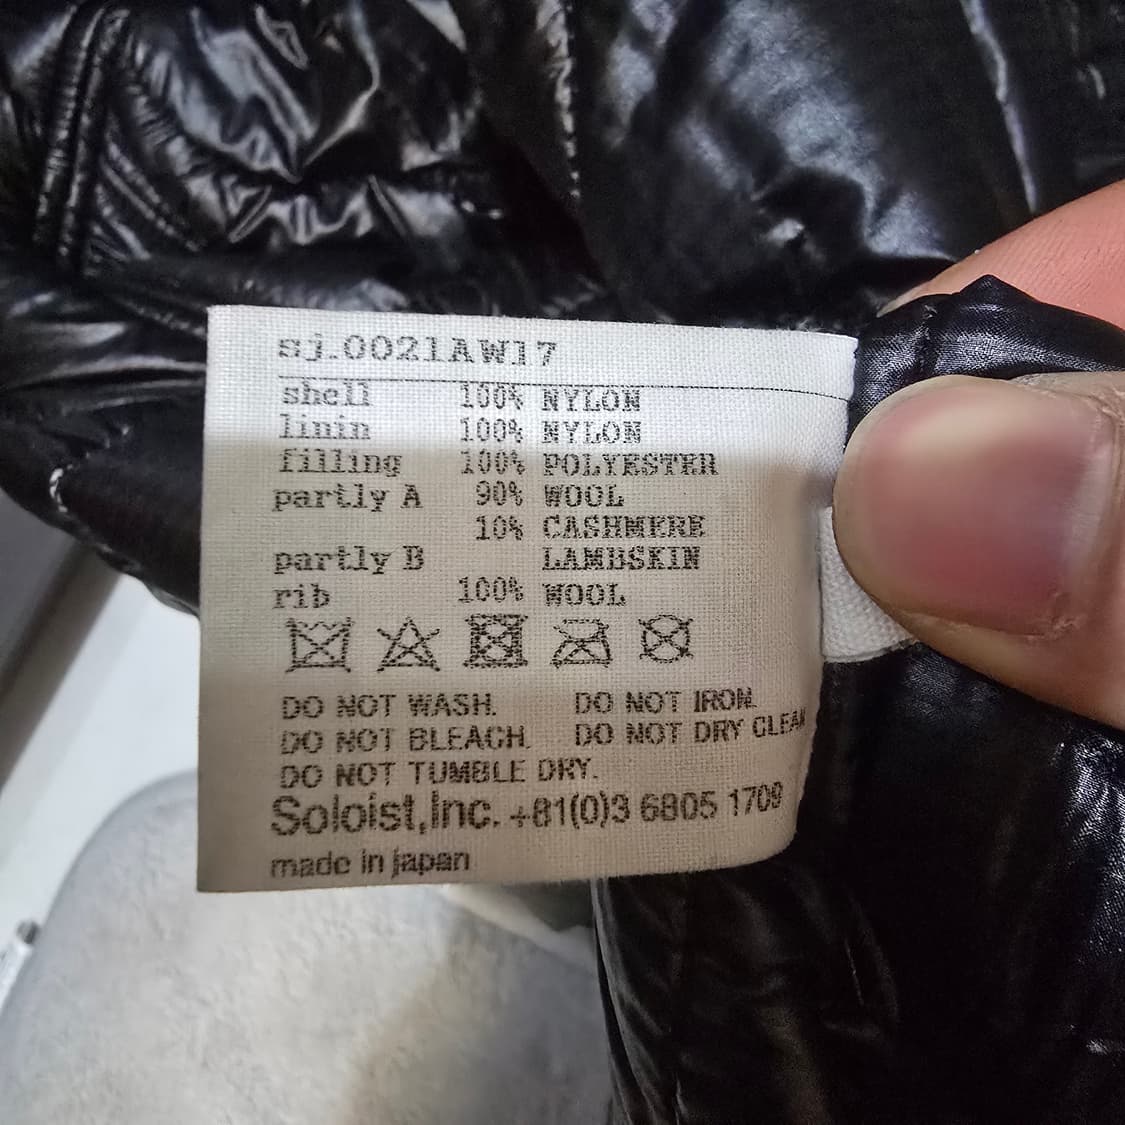 sj.0021AW17
shell 100% NYLON
linin 100% NYLON
filling 100% POLYESTER
partly A 90% WOOL
10% CASHMERE
partly B LAMBSKIN
rib 100% WOOL
DO NOT WASH. DO NOT IRON.
DO NOT BLEACH. DO NOT DRY CLEAN
DO NOT TUMBLE DRY.
Soloist,Inc. +81(0)3 6805 1709
made in japan